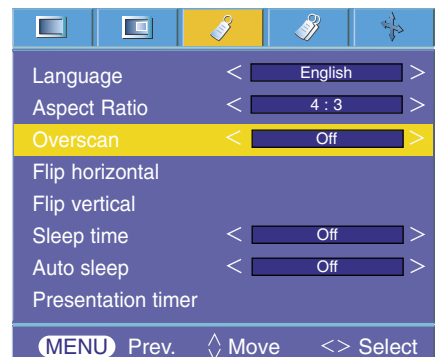 Language < English >
Aspect Ratio < 4 : 3 >
Overscan < Off >
Flip horizontal
Flip vertical
Sleep time < Off >
Auto sleep < Off >
Presentation timer
MENU Prev. Move <> Select